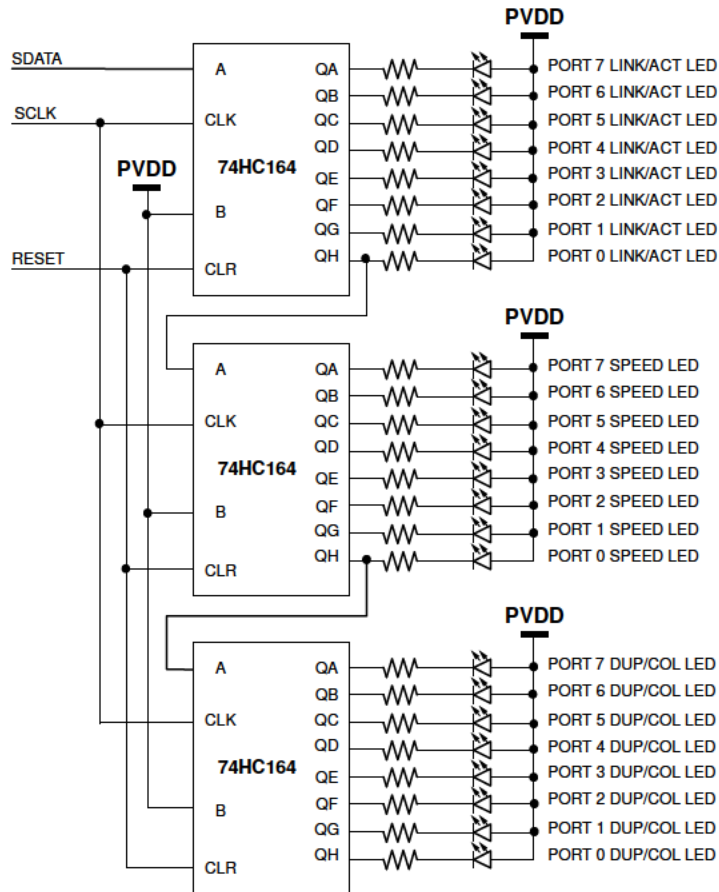 PVDD
SDATA
A QA PORT 7 LINK/ACT LED
QB PORT 6 LINK/ACT LED
SCLK
CLK QC PORT 5 LINK/ACT LED
QD PORT 4 LINK/ACT LED
PVDD
74HC164
QE PORT 3 LINK/ACT LED
B QF PORT 2 LINK/ACT LED
QG PORT 1 LINK/ACT LED
QH PORT 0 LINK/ACT LED
RESET
CLR
PVDD
A QA PORT 7 SPEED LED
QB PORT 6 SPEED LED
CLK QC PORT 5 SPEED LED
QD PORT 4 SPEED LED
74HC164
QE PORT 3 SPEED LED
B QF PORT 2 SPEED LED
QG PORT 1 SPEED LED
QH PORT 0 SPEED LED
CLR
PVDD
A QA PORT 7 DUP/COL LED
QB PORT 6 DUP/COL LED
CLK QC PORT 5 DUP/COL LED
QD PORT 4 DUP/COL LED
74HC164
QE PORT 3 DUP/COL LED
B QF PORT 2 DUP/COL LED
QG PORT 1 DUP/COL LED
QH PORT 0 DUP/COL LED
CLR